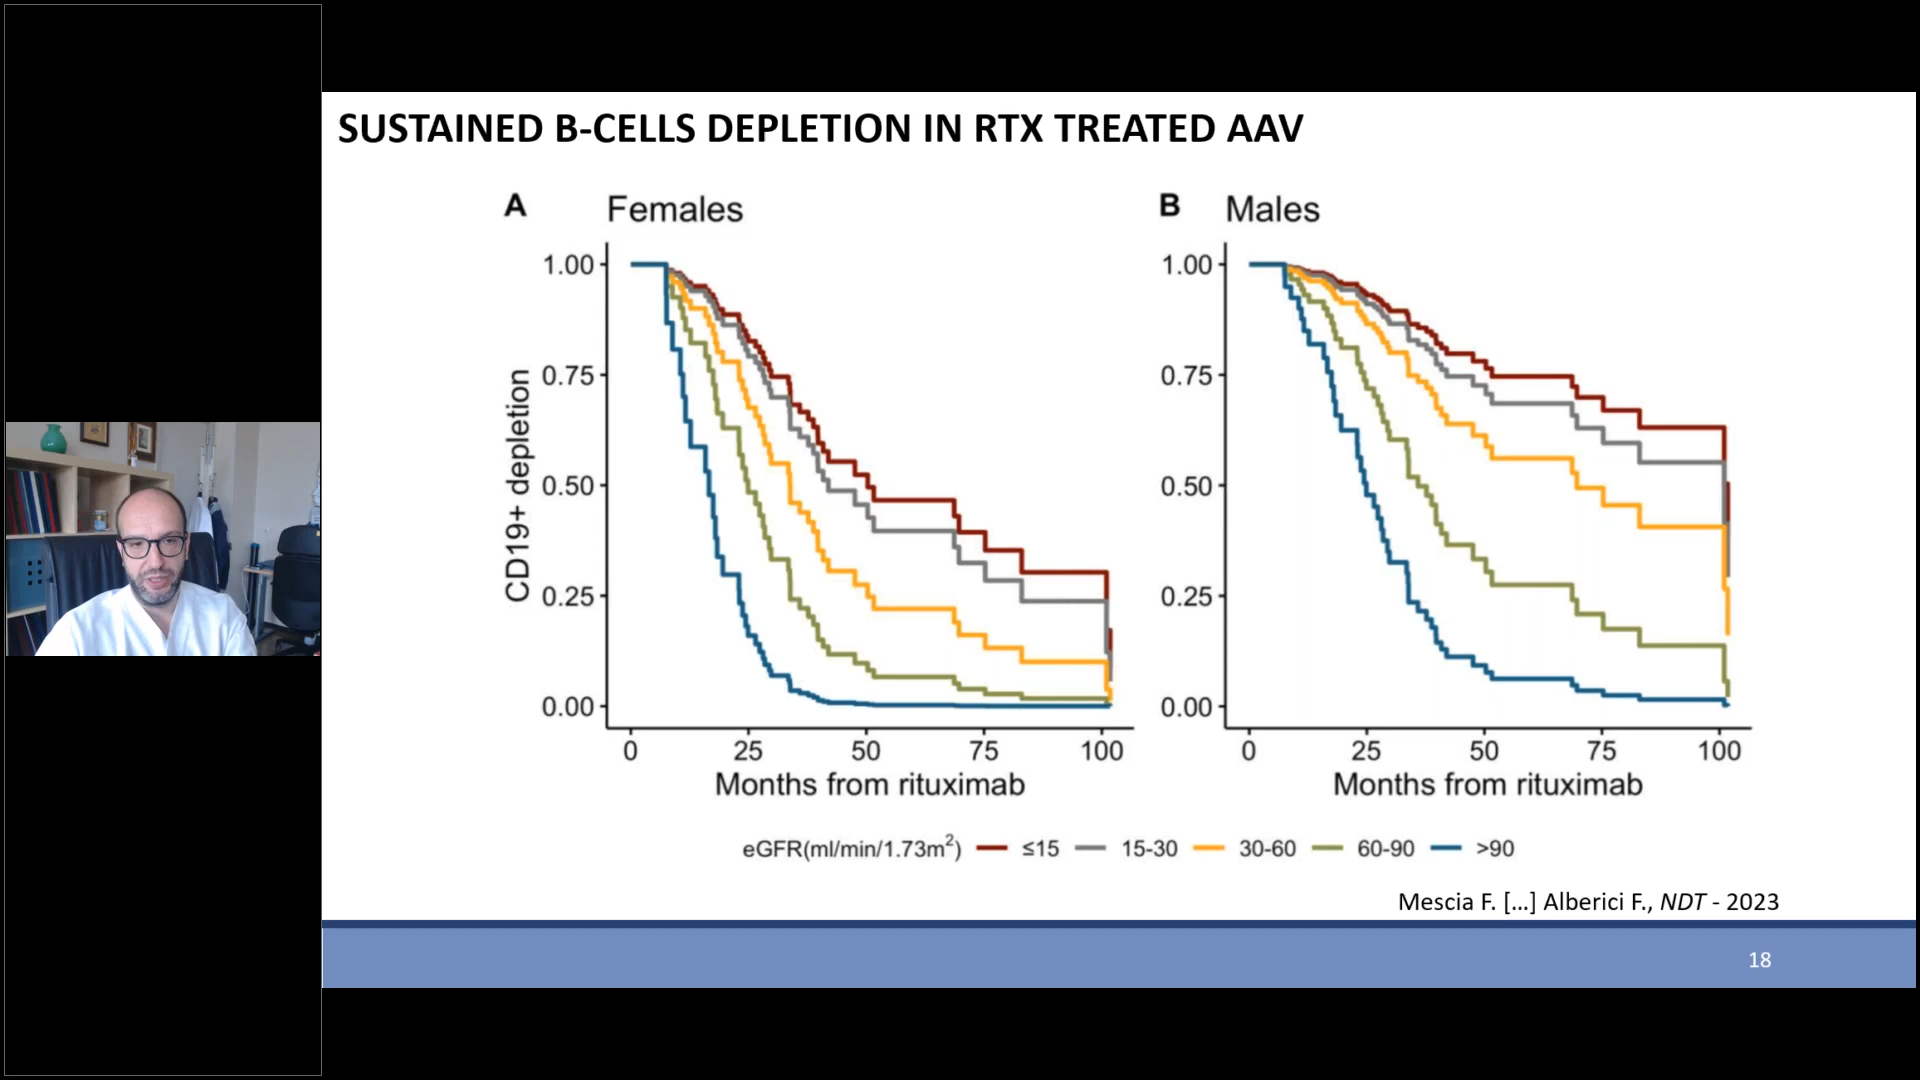 SUSTAINED B-CELLS DEPLETION IN RTX TREATED AAV
A Females
1.00
0.75
0.50
0.25
0.00
CD19+ depletion
0 25 50 75 100
Months from rituximab
B Males
1.00
0.75
0.50
0.25
0.00
0 25 50 75 100
Months from rituximab
eGFR(ml/min/1.73m²) ≤15 15-30 30-60 60-90 >90
Mescia F. [...] Alberici F., NDT - 2023
18